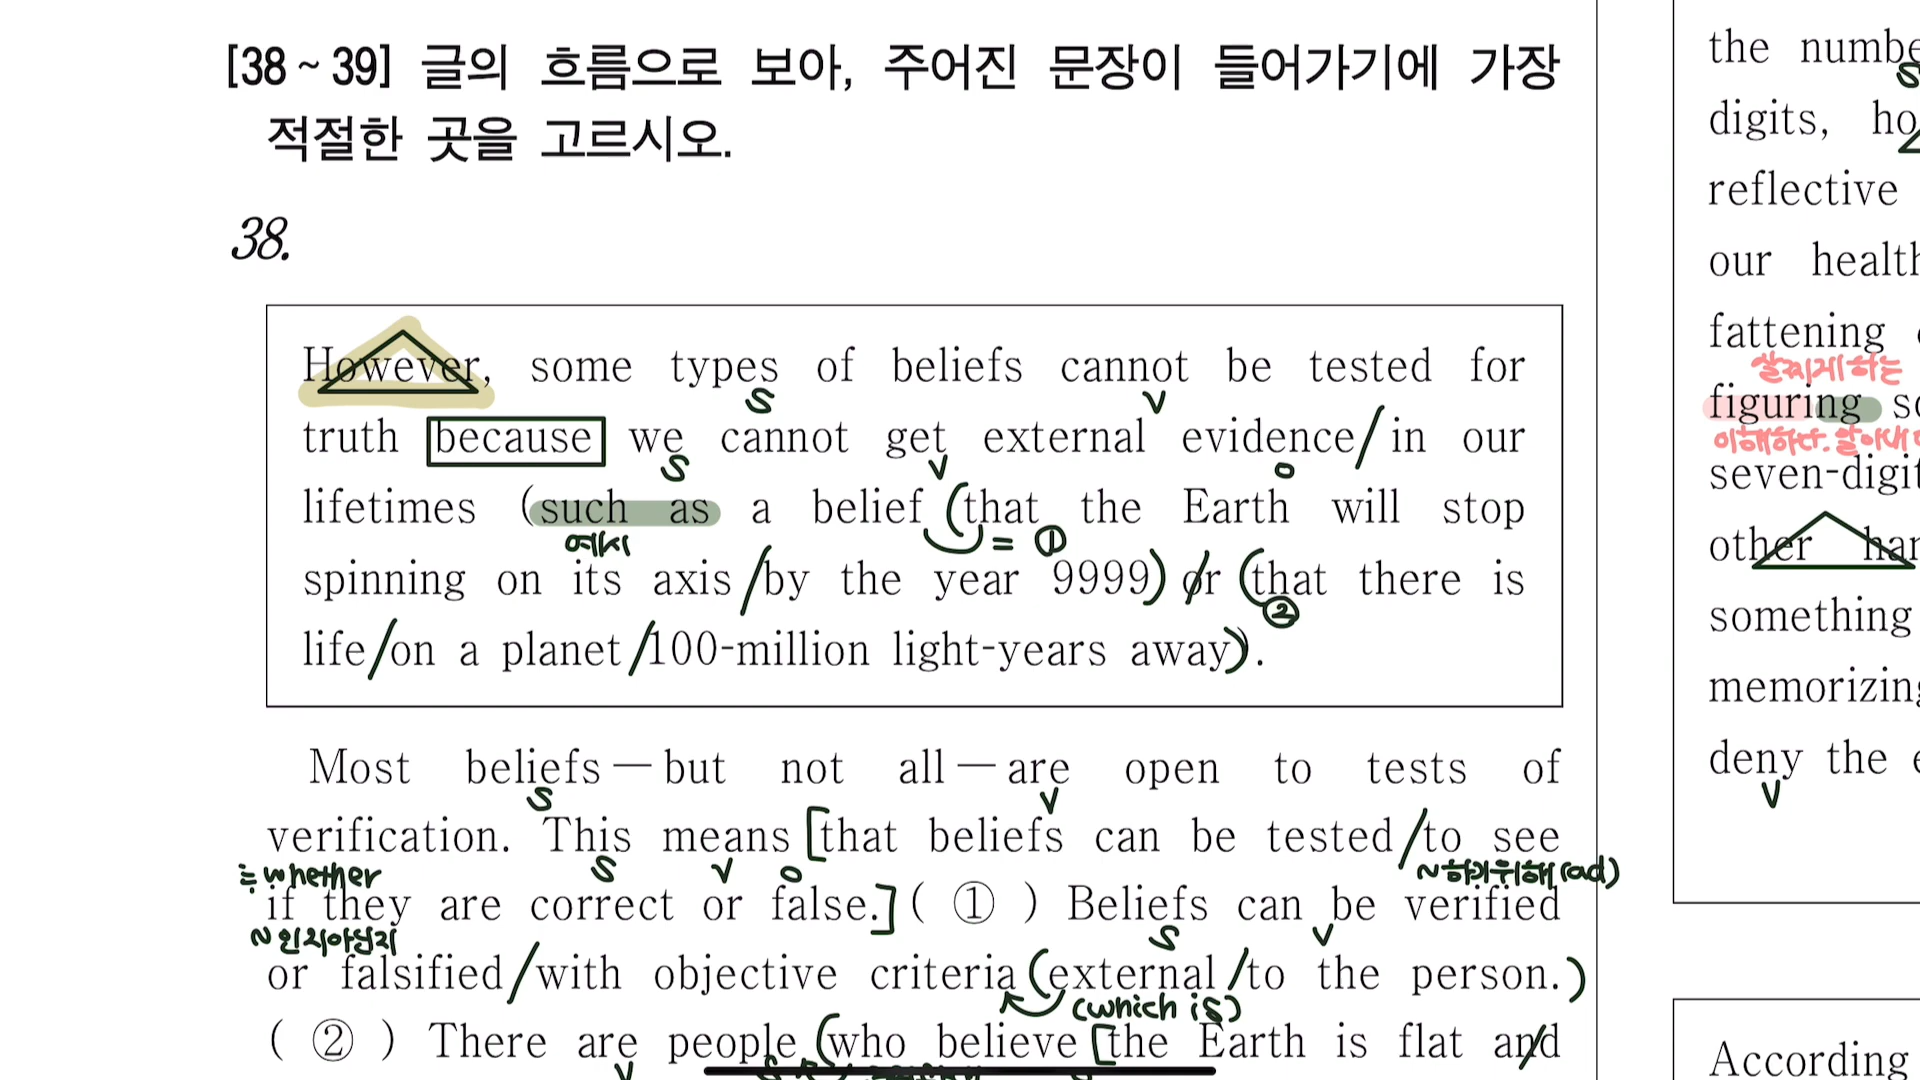 [38 ~ 39] 글의 흐름으로 보아, 주어진 문장이 들어가기에 가장
적절한 곳을 고르시오.
38.
However, some types of beliefs cannot be tested for
S V
truth because we cannot get external evidence / in our
S V O
lifetimes (such as a belief (that the Earth will stop
예시 = ①
spinning on its axis / by the year 9999) or (that there is
②
life / on a planet / 100-million light-years away).
Most beliefs — but not all — are open to tests of
S V
verification. This means [that beliefs can be tested / to see
≒ whether S V O ~하기위해(ad)
if they are correct or false.] ( ① ) Beliefs can be verified
~인지아닌지 S V
or falsified / with objective criteria (external / to the person.)
(which is)
( ② ) There are people (who believe [the Earth is flat and
V
the
S
digits,
reflective
our
fattening
살찌게 하는
figuring
이해하다. 알아내다
other
something
deny the
V
According